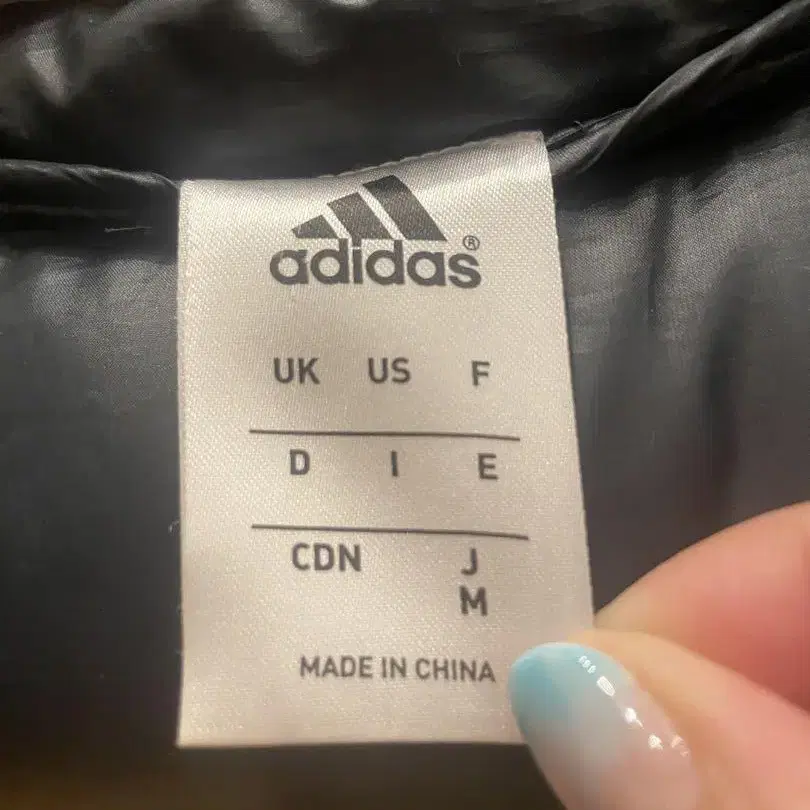 adidas®
UK US F
D I E
CDN J
M
MADE IN CHINA